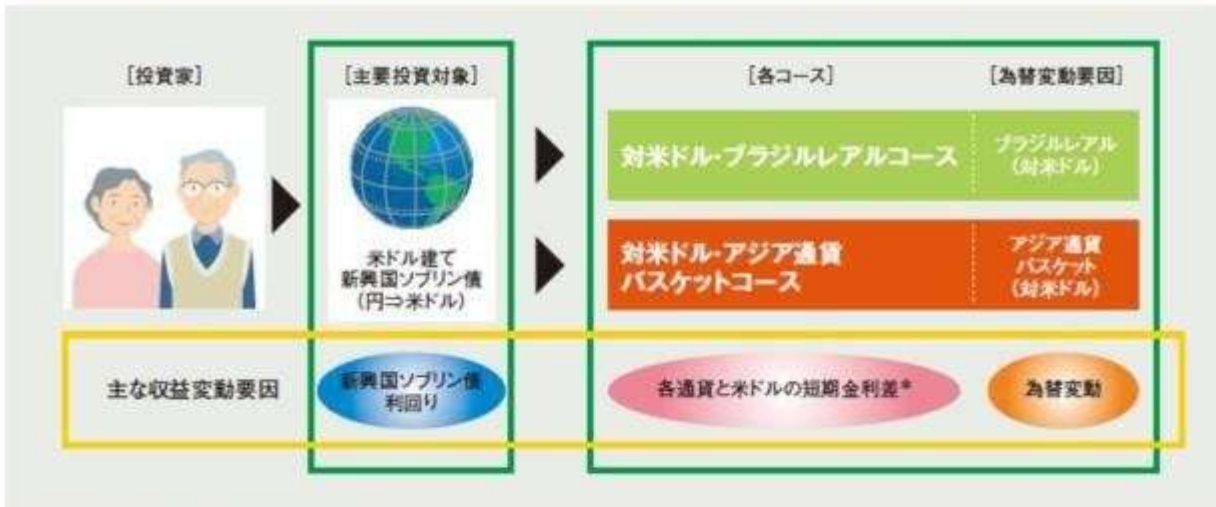 [投資家]
[主要投資対象]
[各コース]
[為替変動要因]
米ドル建て
新興国ソブリン債
(円⇒米ドル)
対米ドル・ブラジルレアルコース
ブラジルレアル
(対米ドル)
対米ドル・アジア通貨
バスケットコース
アジア通貨
バスケット
(対米ドル)
主な収益変動要因
新興国ソブリン債
利回り
各通貨と米ドルの短期金利差*
為替変動